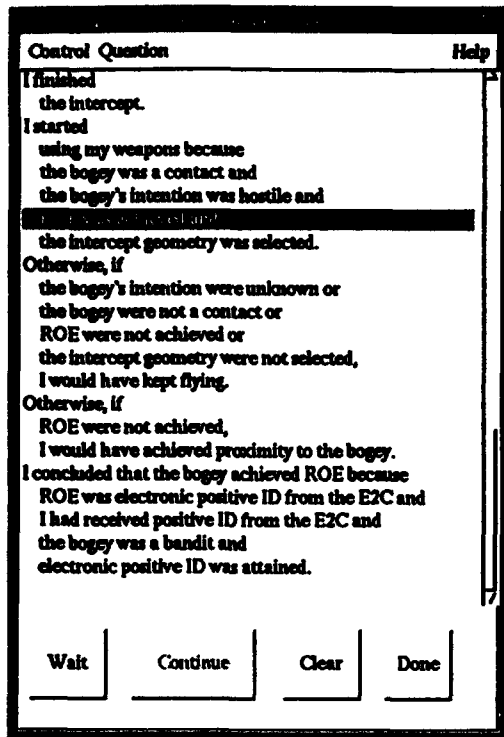 Control Question Help
I finished
the intercept.
I started
using my weapons because
the bogey was a contact and
the bogey's intention was hostile and
the intercept geometry was selected.
Otherwise, if
the bogey's intention were unknown or
the bogey were not a contact or
ROE were not achieved or
the intercept geometry were not selected,
I would have kept flying.
Otherwise, if
ROE were not achieved,
I would have achieved proximity to the bogey.
I concluded that the bogey achieved ROE because
ROE was electronic positive ID from the E2C and
I had received positive ID from the E2C and
the bogey was a bandit and
electronic positive ID was attained.
Wait Continue Clear Done